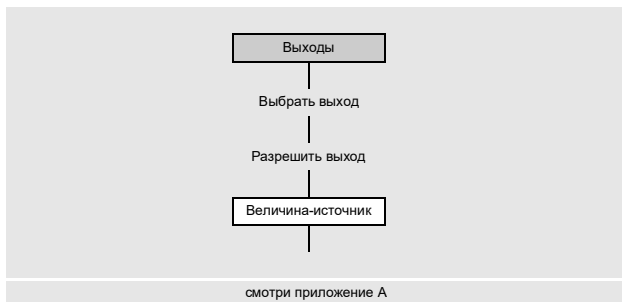 Выходы
Выбрать выход
Разрешить выход
Величина-источник
смотри приложение А